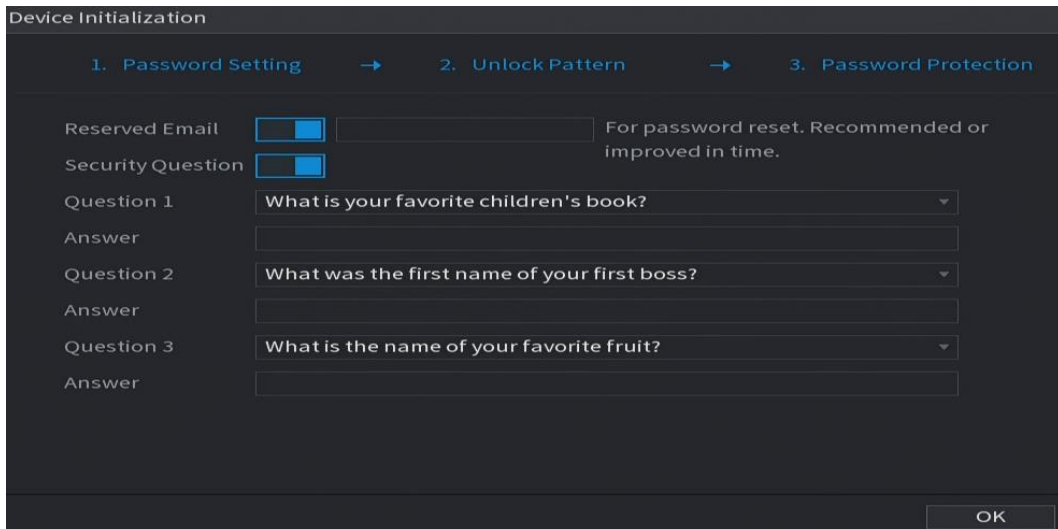 Device Initialization
1. Password Setting → 2. Unlock Pattern → 3. Password Protection
Reserved Email
For password reset. Recommended or
improved in time.
Security Question
Question 1 What is your favorite children's book?
Answer
Question 2 What was the first name of your first boss?
Answer
Question 3 What is the name of your favorite fruit?
Answer
OK